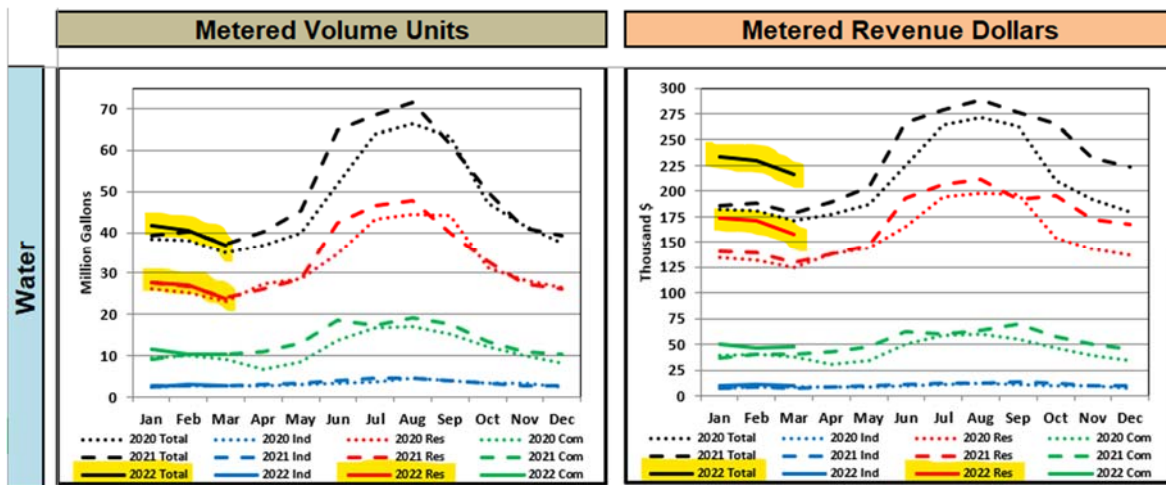 Metered Volume Units
Metered Revenue Dollars
Water
Million Gallons
70
60
50
40
30
20
10
0
Jan Feb Mar Apr May Jun Jul Aug Sep Oct Nov Dec
2020 Total 2020 Ind 2020 Res 2020 Com
2021 Total 2021 Ind 2021 Res 2021 Com
2022 Total 2022 Ind 2022 Res 2022 Com
Thousand $
300
275
250
225
200
175
150
125
100
75
50
25
0
Jan Feb Mar Apr May Jun Jul Aug Sep Oct Nov Dec
2020 Total 2020 Ind 2020 Res 2020 Com
2021 Total 2021 Ind 2021 Res 2021 Com
2022 Total 2022 Ind 2022 Res 2022 Com